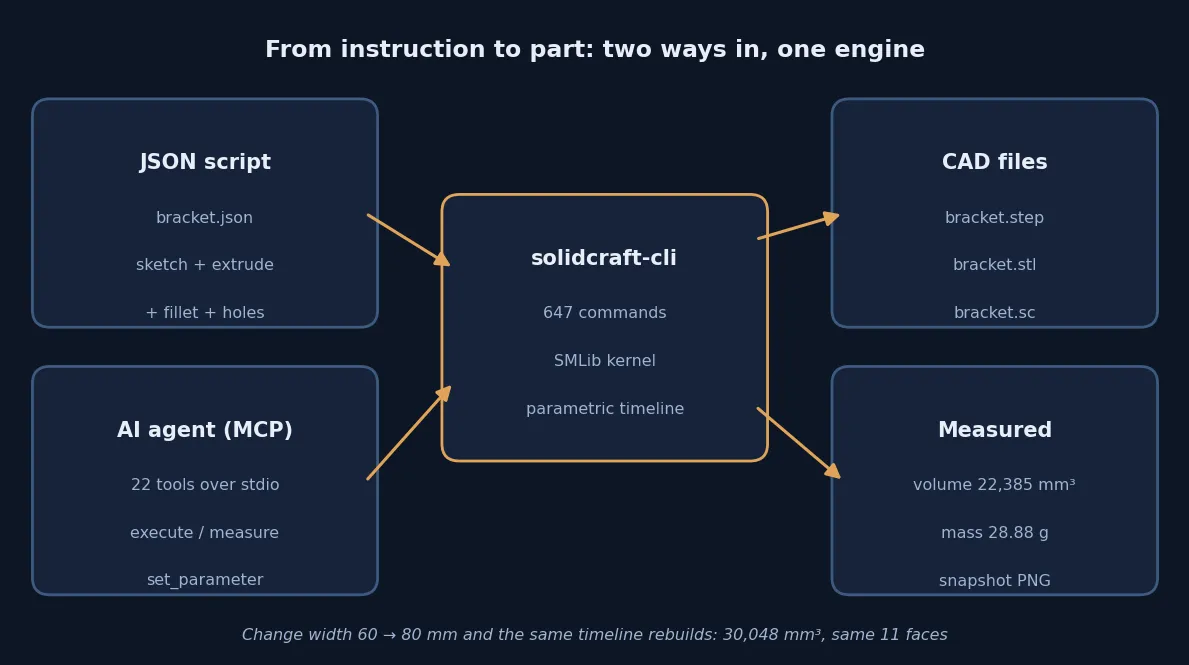 From instruction to part: two ways in, one engine
JSON script
bracket.json
sketch + extrude
+ fillet + holes
AI agent (MCP)
22 tools over stdio
execute / measure
set_parameter
solidcraft-cli
647 commands
SMLib kernel
parametric timeline
CAD files
bracket.step
bracket.stl
bracket.sc
Measured
volume 22,385 mm³
mass 28.88 g
snapshot PNG
Change width 60 → 80 mm and the same timeline rebuilds: 30,048 mm³, same 11 faces